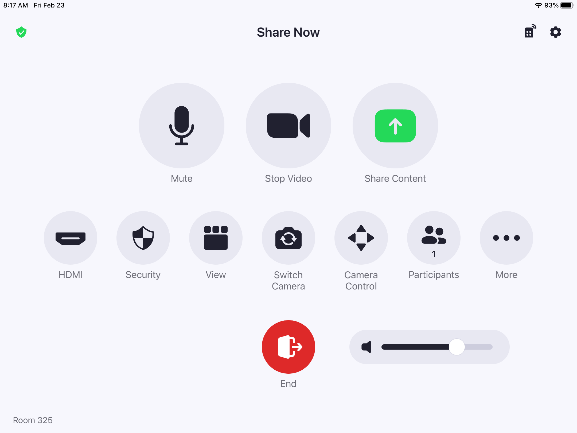 8:17 AM Fri Feb 23
93%
Share Now
Mute
Stop Video
Share Content
HDMI
Security
View
Switch
Camera
Camera
Control
1
Participants
More
End
Room 325